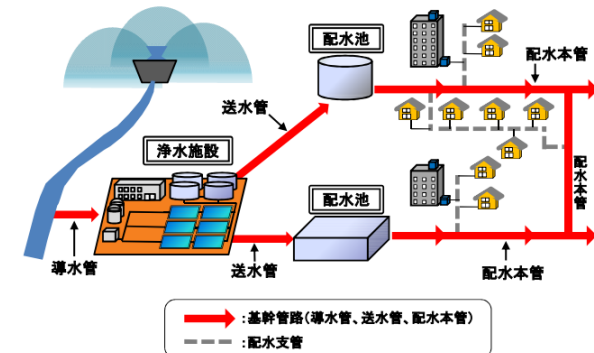 配水池
配水本管
送水管
浄水施設
配水池
配水本管
導水管
送水管
配水本管
:基幹管路(導水管、送水管、配水本管)
:配水支管